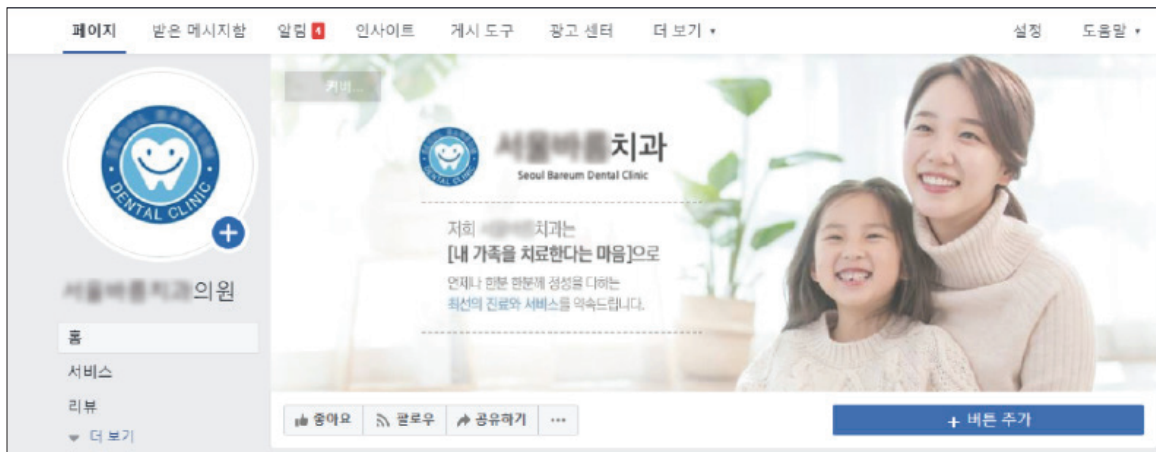 페이지 받은 메시지함 알림 4 인사이트 게시 도구 광고 센터 더 보기 ▾ 설정 도움말 ▾
커버...
DENTAL CLINIC
치과
Seoul Bareum Dental Clinic
저희 치과는
[내 가족을 치료한다는 마음]으로
언제나 한분 한분께 정성을 다하는
최선의 진료와 서비스를 약속드립니다.
의원
홈
서비스
리뷰
더 보기
좋아요 팔로우 공유하기 ...
+ 버튼 추가